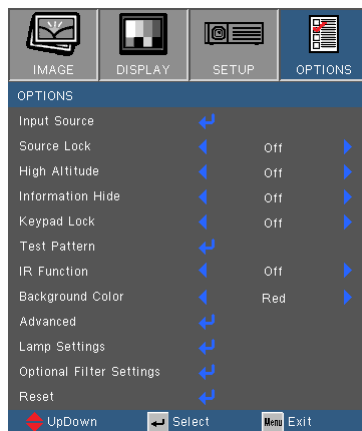 IMAGE DISPLAY SETUP OPTIONS
OPTIONS
Input Source
Source Lock Off
High Altitude Off
Information Hide Off
Keypad Lock Off
Test Pattern
IR Function Off
Background Color Red
Advanced
Lamp Settings
Optional Filter Settings
Reset
UpDown Select Menu Exit